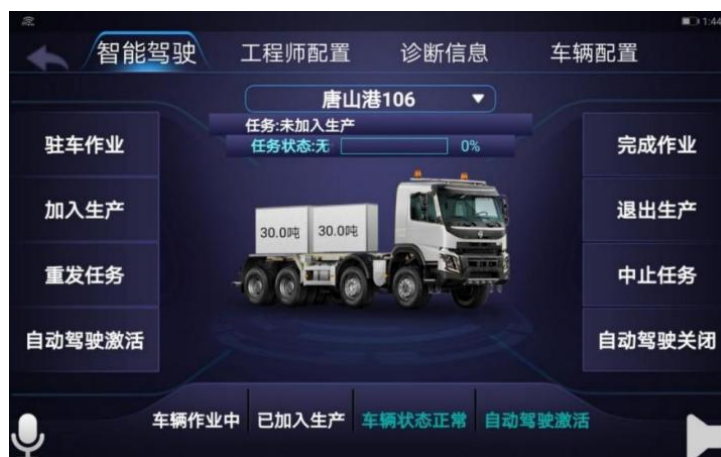 1:44
智能驾驶 工程师配置 诊断信息 车辆配置
唐山港106
任务:未加入生产
任务状态:无 0%
驻车作业
加入生产
重发任务
自动驾驶激活
30.0吨 30.0吨
完成作业
退出生产
中止任务
自动驾驶关闭
车辆作业中 已加入生产 车辆状态正常 自动驾驶激活